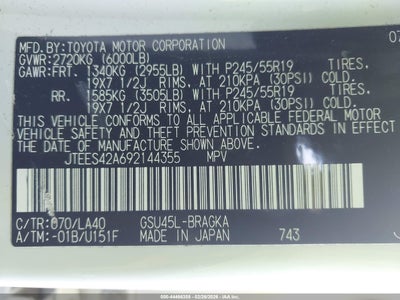 MFD.BY:TOYOTA MOTOR CORPORATION 07
GVWR:2720KG (6000LB)
GAWR:FRT. 1340KG (2955LB) WITH P245/55R19 TIRES.
19X7 1/2J RIMS, AT 210KPA (30PSI) COLD.
RR. 1585KG (3505LB) WITH P245/55R19 TIRES.
19X7 1/2J RIMS, AT 210KPA (30PSI) COLD.
THIS VEHICLE CONFORMS TO ALL APPLICABLE FEDERAL MOTOR
VEHICLE SAFETY, BUMPER, AND THEFT PREVENTION STANDARDS IN EFFECT
ON THE DATE OF MANUFACTURE SHOWN ABOVE.
JTEES42A692144355 MPV
C/TR:070/LA40 GSU45L-BRAGKA
A/TM:-01B/U151F MADE IN JAPAN 743